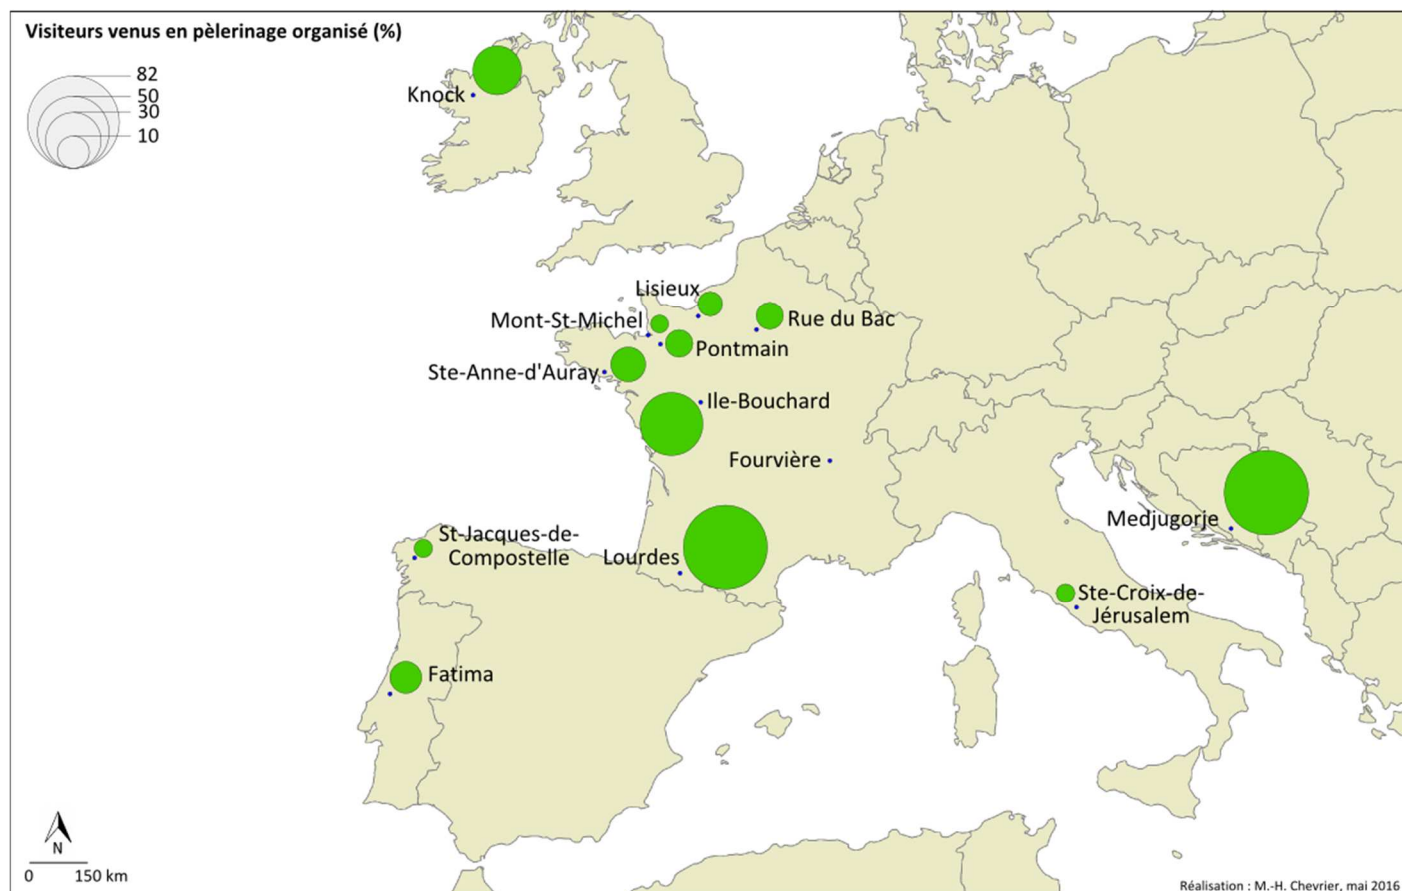 Visiteurs venus en pèlerinage organisé (%)
82
50
30
10
Knock
Lisieux
Mont-St-Michel
Rue du Bac
Pontmain
Ste-Anne-d'Auray
Ile-Bouchard
Fourvière
Medjugorje
St-Jacques-de-
Compostelle
Lourdes
Ste-Croix-de-
Jérusalem
Fatima
N
0 150 km
Réalisation : M.-H. Chevrier, mai 2016